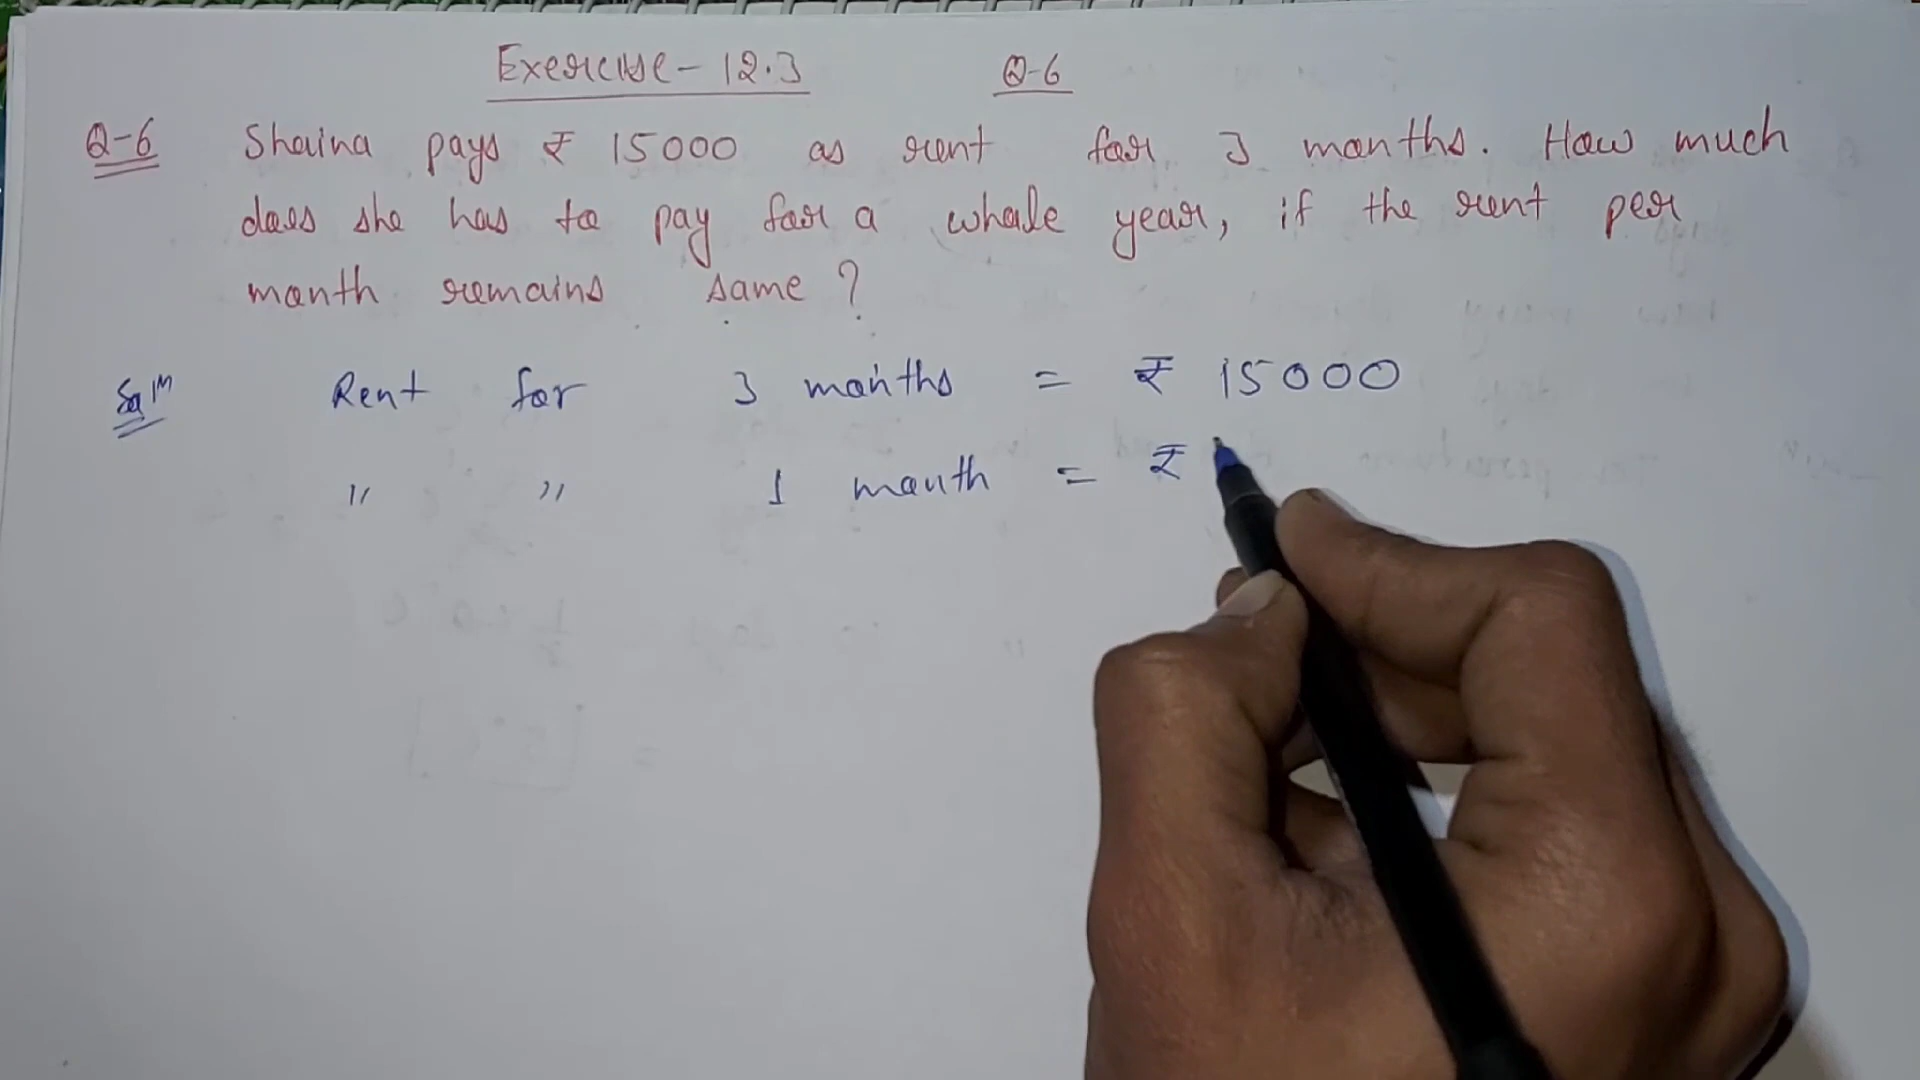 Exercise - 12.3 Q-6
Q-6 Shaina pays ₹ 15000 as rent for 3 months. How much
does she has to pay for a whole year, if the rent per
month remains same ?
Solⁿ Rent for 3 months = ₹ 15000
" " 1 month = ₹